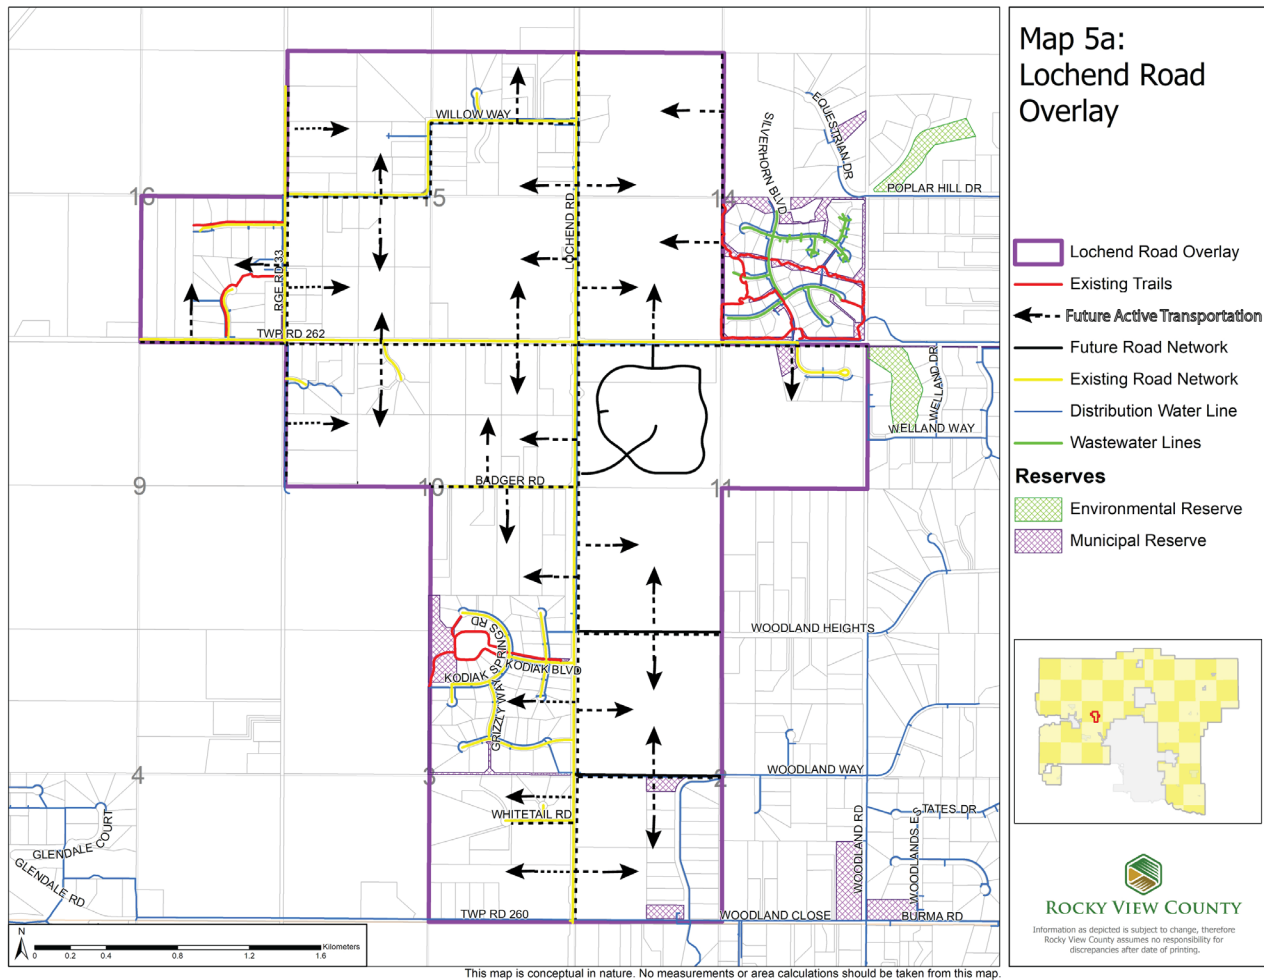 Map 5a:
Lochend Road
Overlay
WILLOW WAY
EQUESTRIAN DR
SILVERHORN BLVD
POPLAR HILL DR
16
15
14
LOCHEND RD
RGE RD 33
TWP RD 262
WELLAND DR
WELLAND WAY
9
10
11
BADGER RD
WOODLAND HEIGHTS
SPRINGS RD
KODIAK BLVD
KODIAK
GRIZZLY WAY
4
3
2
WOODLAND WAY
WHITETAIL RD
WOODLAND RD
WOODLANDS ES
TATES DR
GLENDALE COURT
GLENDALE RD
TWP RD 260
WOODLAND CLOSE
BURMA RD
Lochend Road Overlay
Existing Trails
Future Active Transportation
Future Road Network
Existing Road Network
Distribution Water Line
Wastewater Lines
Reserves
Environmental Reserve
Municipal Reserve
ROCKY VIEW COUNTY
Information as depicted is subject to change, therefore
Rocky View County assumes no responsibility for
discrepancies after date of printing.
N
Kilometers
0 0.2 0.4 0.8 1.2 1.6
This map is conceptual in nature. No measurements or area calculations should be taken from this map.